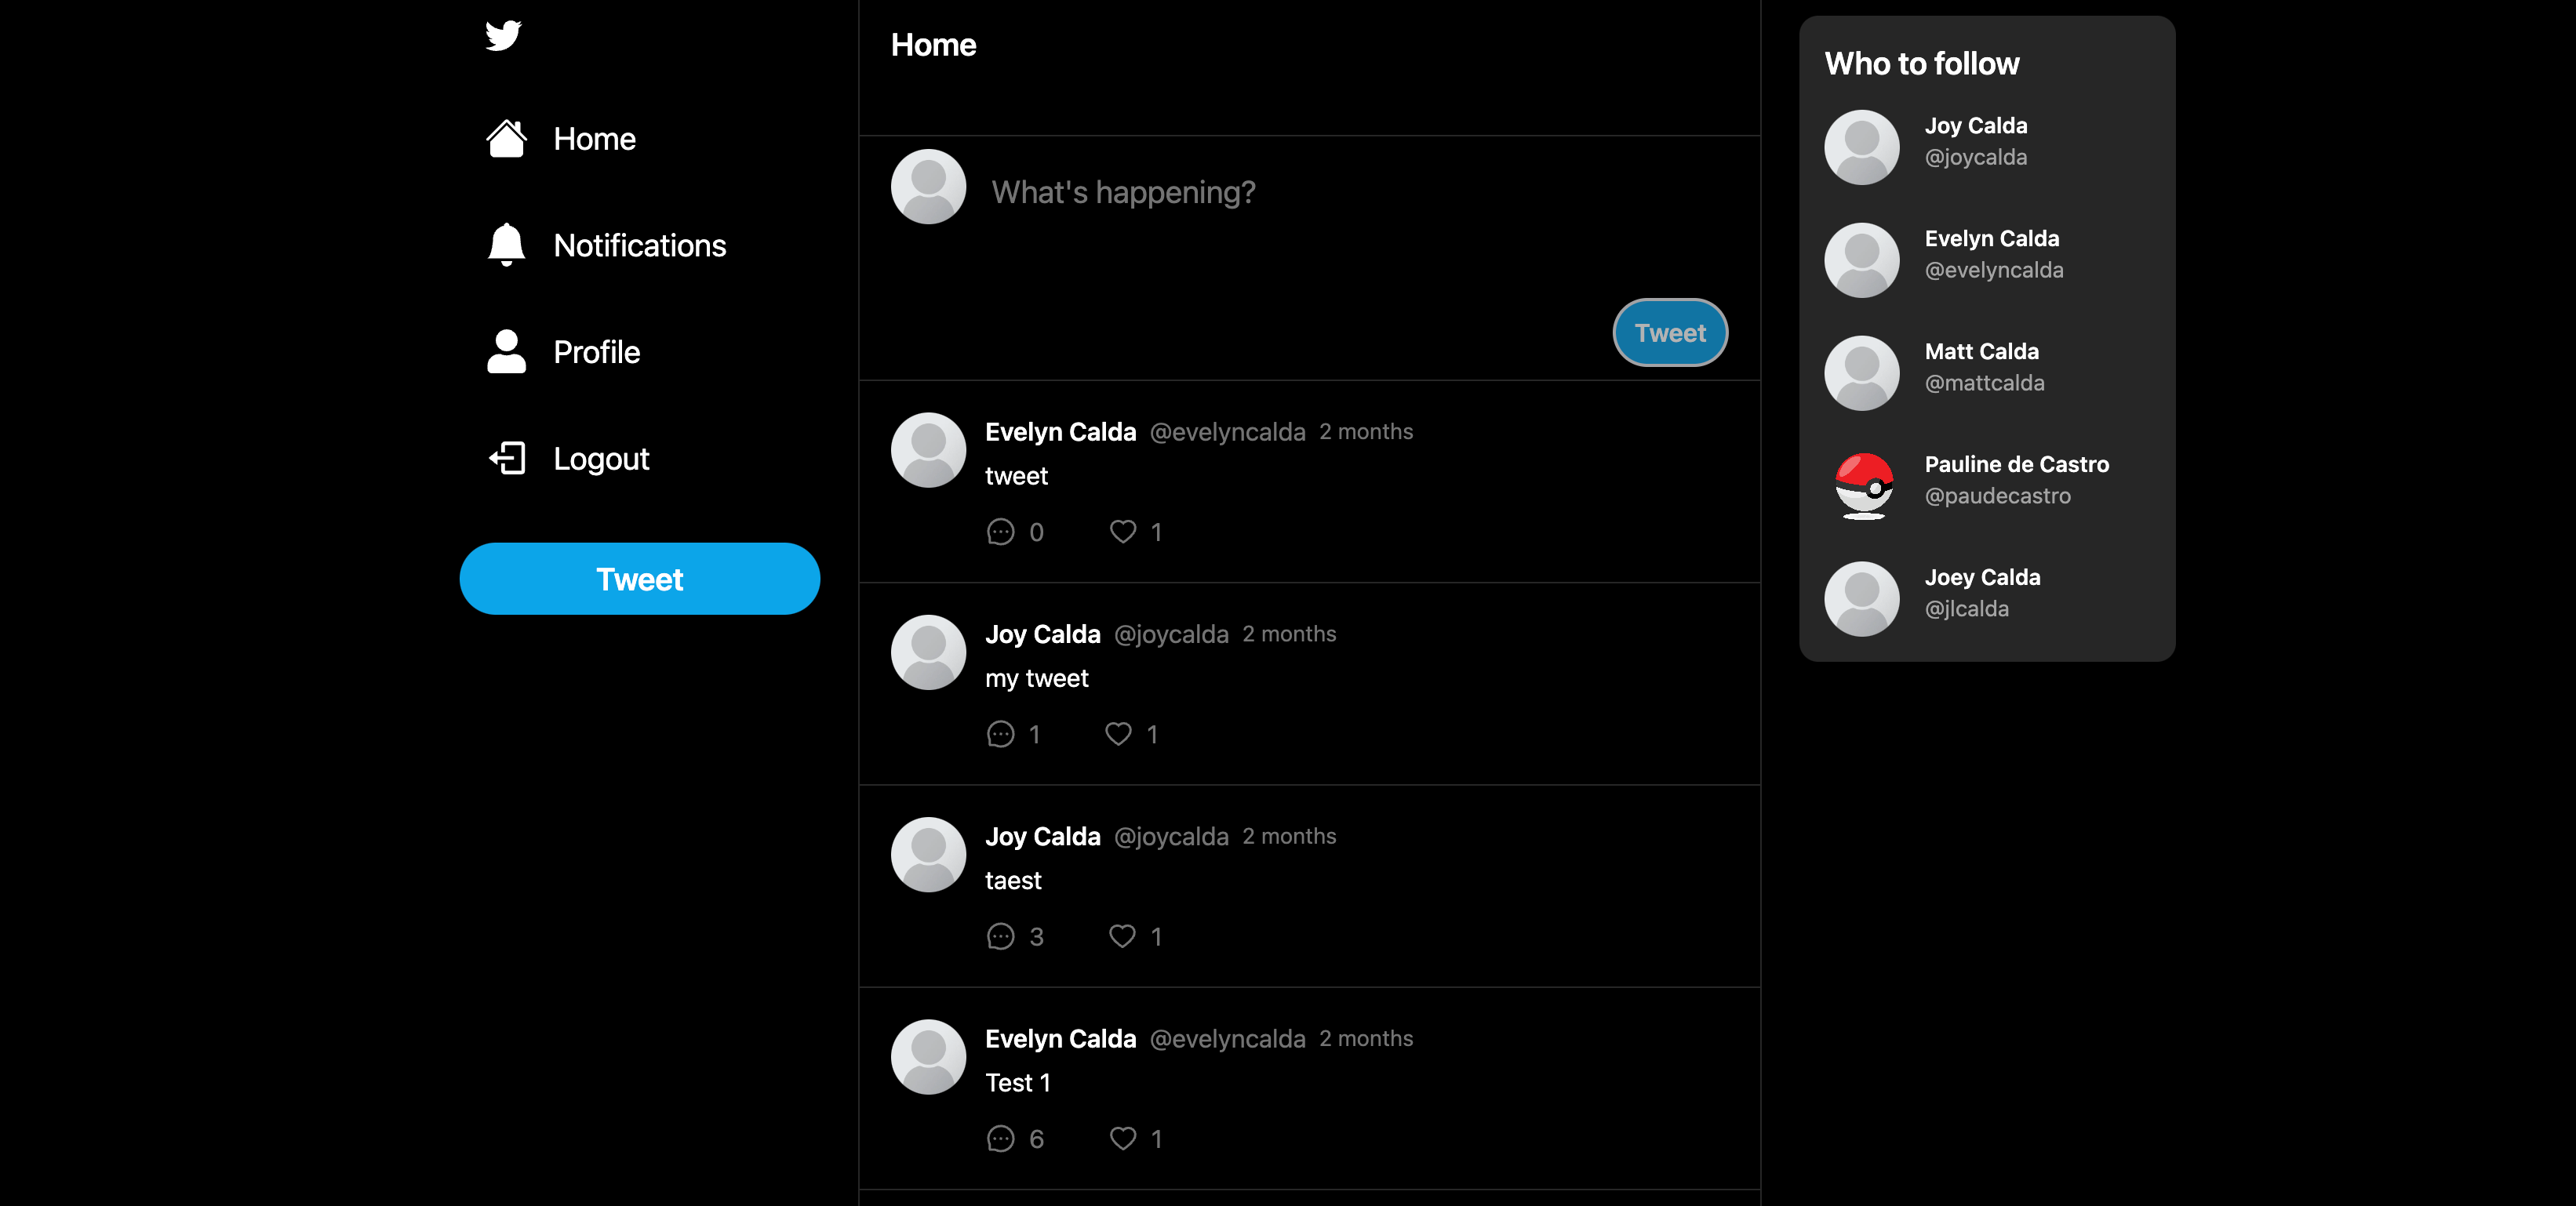 Home
Notifications
Profile
Logout
Tweet
Home
What's happening?
Tweet
Evelyn Calda @evelyncalda 2 months
tweet
0 1
Joy Calda @joycalda 2 months
my tweet
1 1
Joy Calda @joycalda 2 months
taest
3 1
Evelyn Calda @evelyncalda 2 months
Test 1
6 1
Who to follow
Joy Calda
@joycalda
Evelyn Calda
@evelyncalda
Matt Calda
@mattcalda
Pauline de Castro
@paudecastro
Joey Calda
@jlcalda